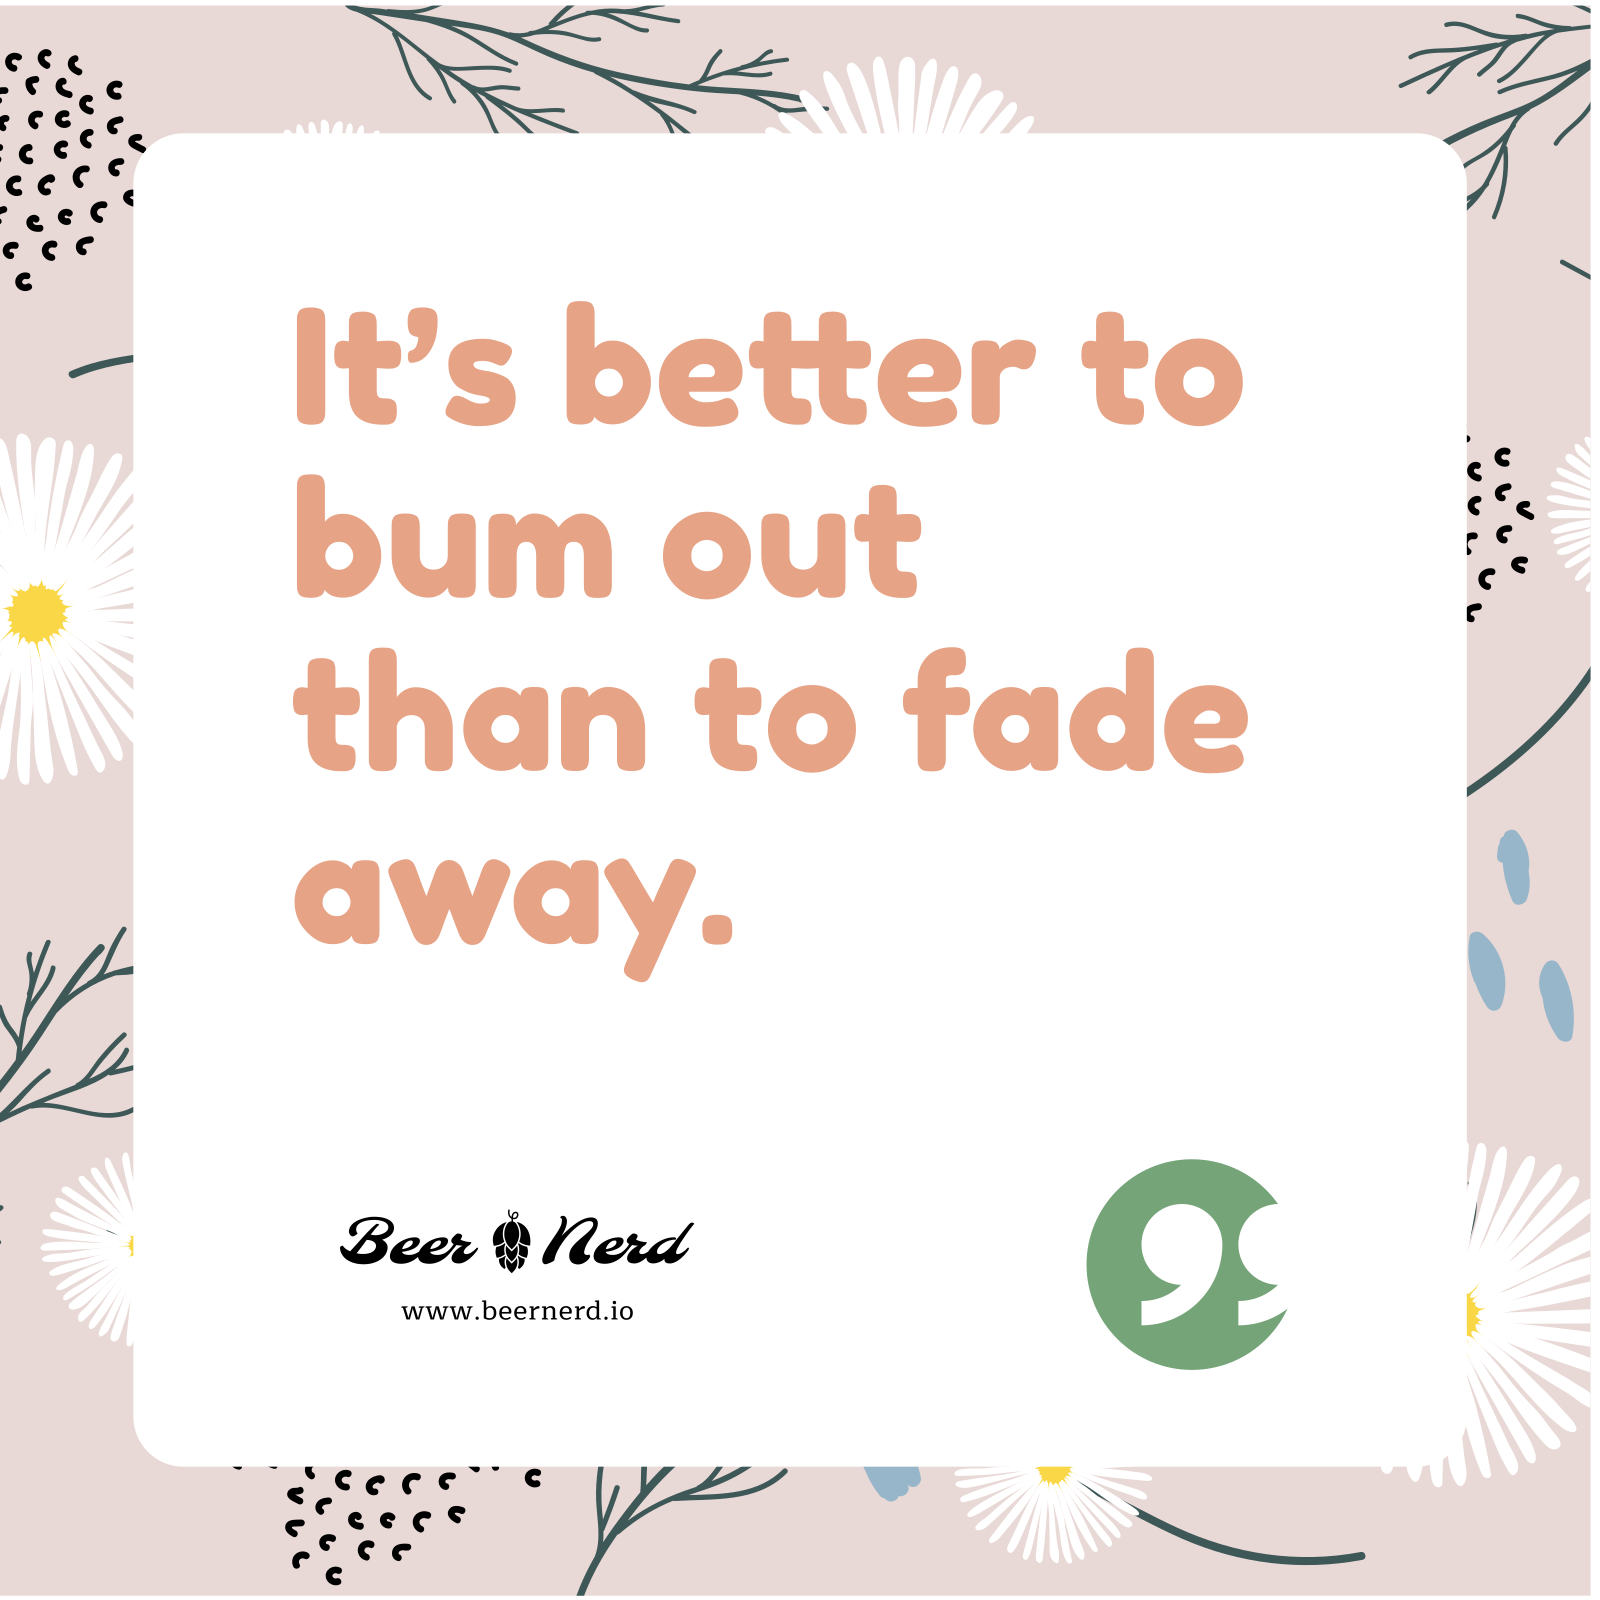 It’s better to
bum out
than to fade
away.
Beer Nerd
www.beernerd.io